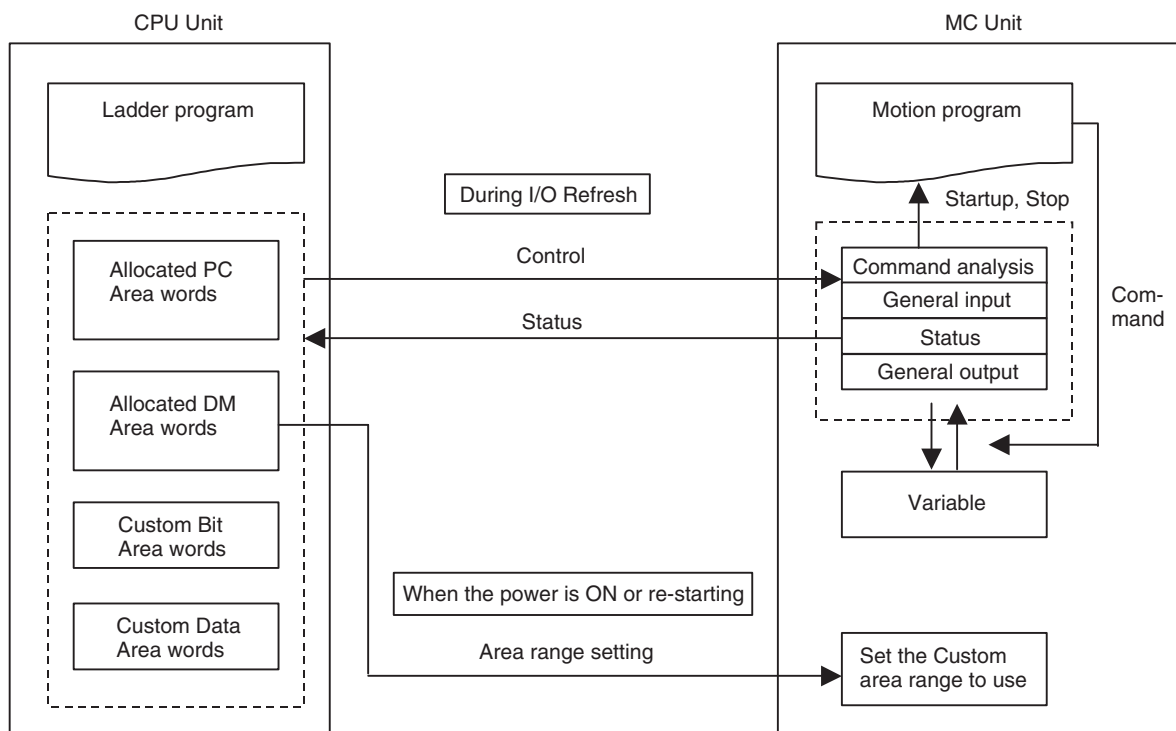 CPU Unit
MC Unit
Ladder program
Motion program
During I/O Refresh
Startup, Stop
Allocated PC
Area words
Control
Command analysis
General input
Status
Status
General output
Com-
mand
Allocated DM
Area words
Variable
Custom Bit
Area words
When the power is ON or re-starting
Custom Data
Area words
Area range setting
Set the Custom
area range to use